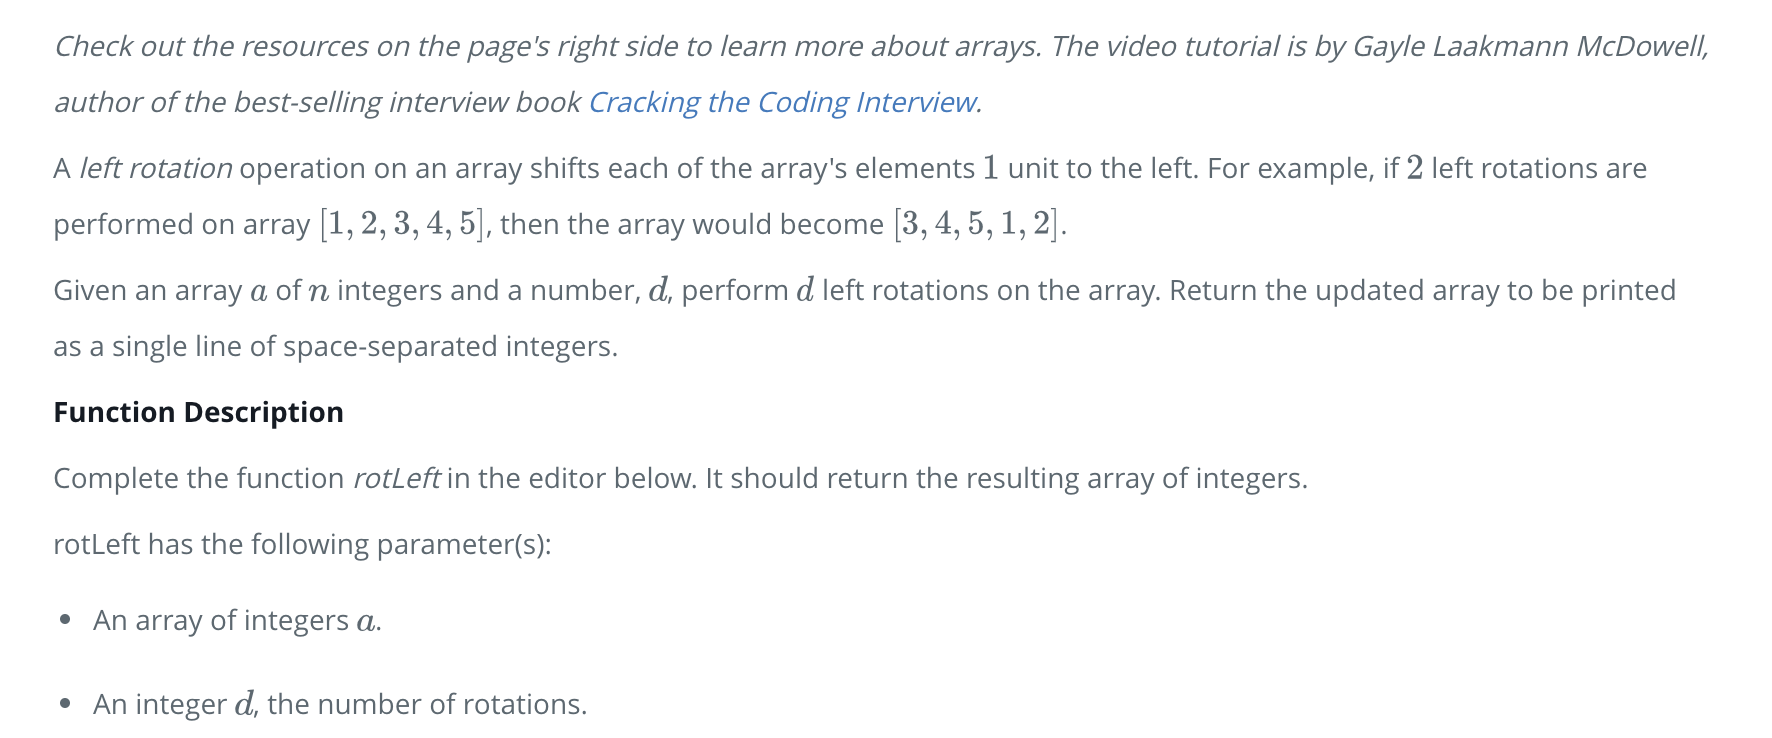 Check out the resources on the page's right side to learn more about arrays. The video tutorial is by Gayle Laakmann McDowell,
author of the best-selling interview book Cracking the Coding Interview.
A left rotation operation on an array shifts each of the array's elements 1 unit to the left. For example, if 2 left rotations are
performed on array [1, 2, 3, 4, 5], then the array would become [3, 4, 5, 1, 2].
Given an array a of n integers and a number, d, perform d left rotations on the array. Return the updated array to be printed
as a single line of space-separated integers.
Function Description
Complete the function rotLeft in the editor below. It should return the resulting array of integers.
rotLeft has the following parameter(s):
• An array of integers a.
• An integer d, the number of rotations.